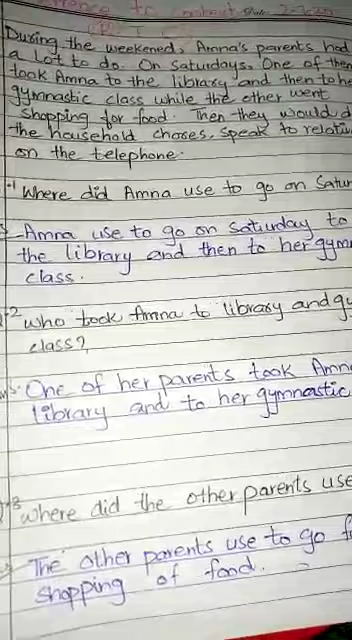 During the weekened, Amna's parents had
a lot to do. On Saturdays. One of them
took Amna to the library and then to he
gymnastic class while the other went
shopping for food. Then they would d
the household chores, speak to relativ
on the telephone.
Where did Amna use to go on Satur
Amna use to go on saturday to
the library and then to her gym
class.
who took Amna to library and gy
class?
One of her parents took Amn
library and to her gymnastic
Where did the other parents use
The other parents use to go f
shopping of food.